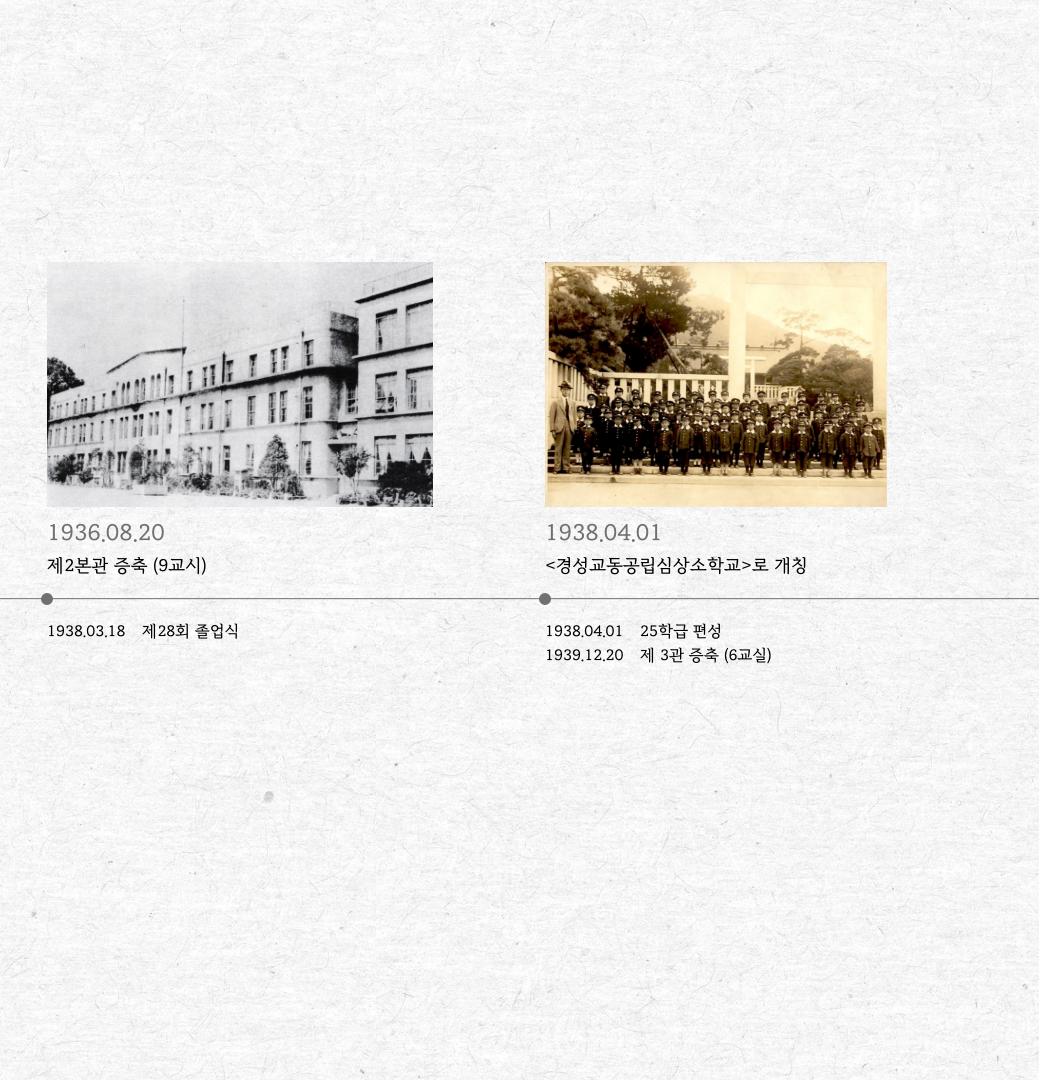 1936.08.20
제2본관 증축 (9교시)
1938.03.18 제28회 졸업식
1938.04.01
<경성교동공립심상소학교>로 개칭
1938.04.01 25학급 편성
1939.12.20 제 3관 증축 (6교실)